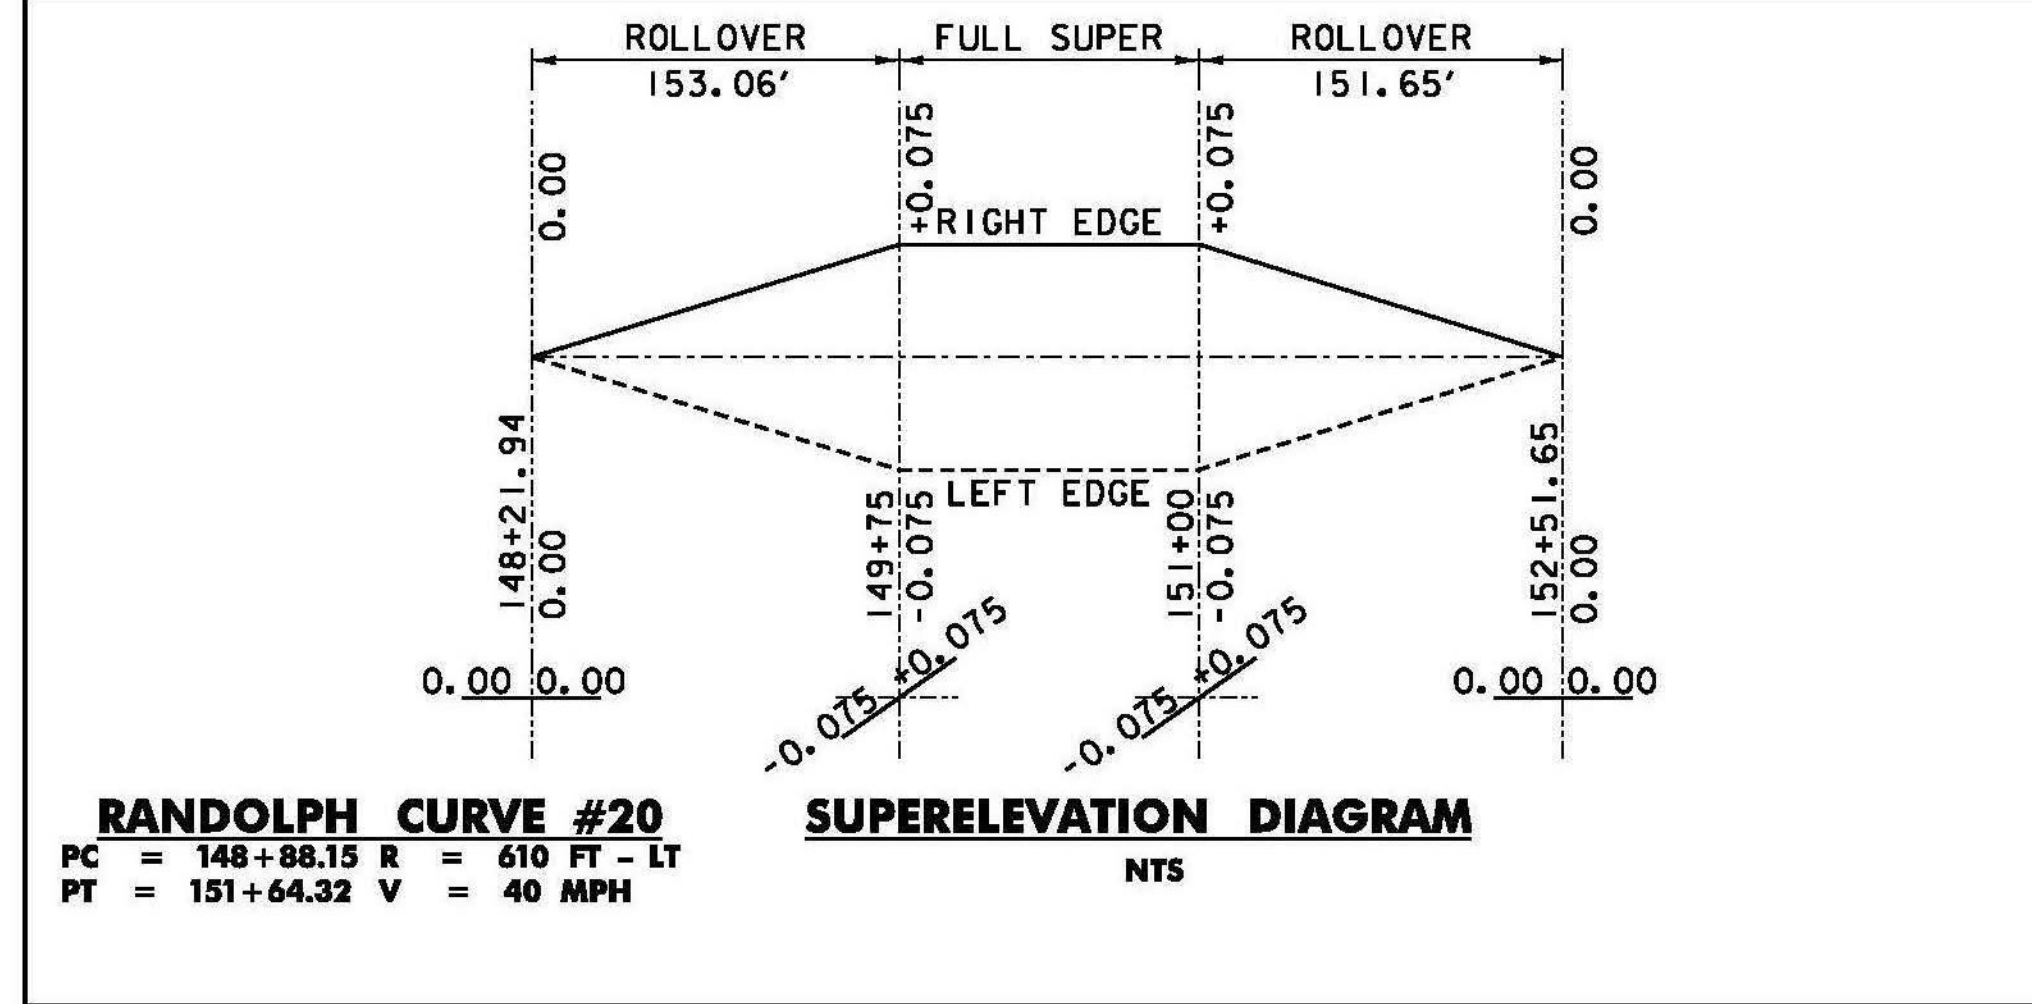 ROLLOVER FULL SUPER ROLLOVER
153.06' 151.65'
0.00
+0.075
+0.075
0.00
RIGHT EDGE
148+21.94
0.00
149+75
-0.075
LEFT EDGE
151+00
-0.075
152+51.65
0.00
0.00 0.00
-0.075 +0.075
-0.075 +0.075
0.00 0.00
RANDOLPH CURVE #20
PC = 148+88.15 R = 610 FT - LT
PT = 151+64.32 V = 40 MPH
SUPERELEVATION DIAGRAM
NTS